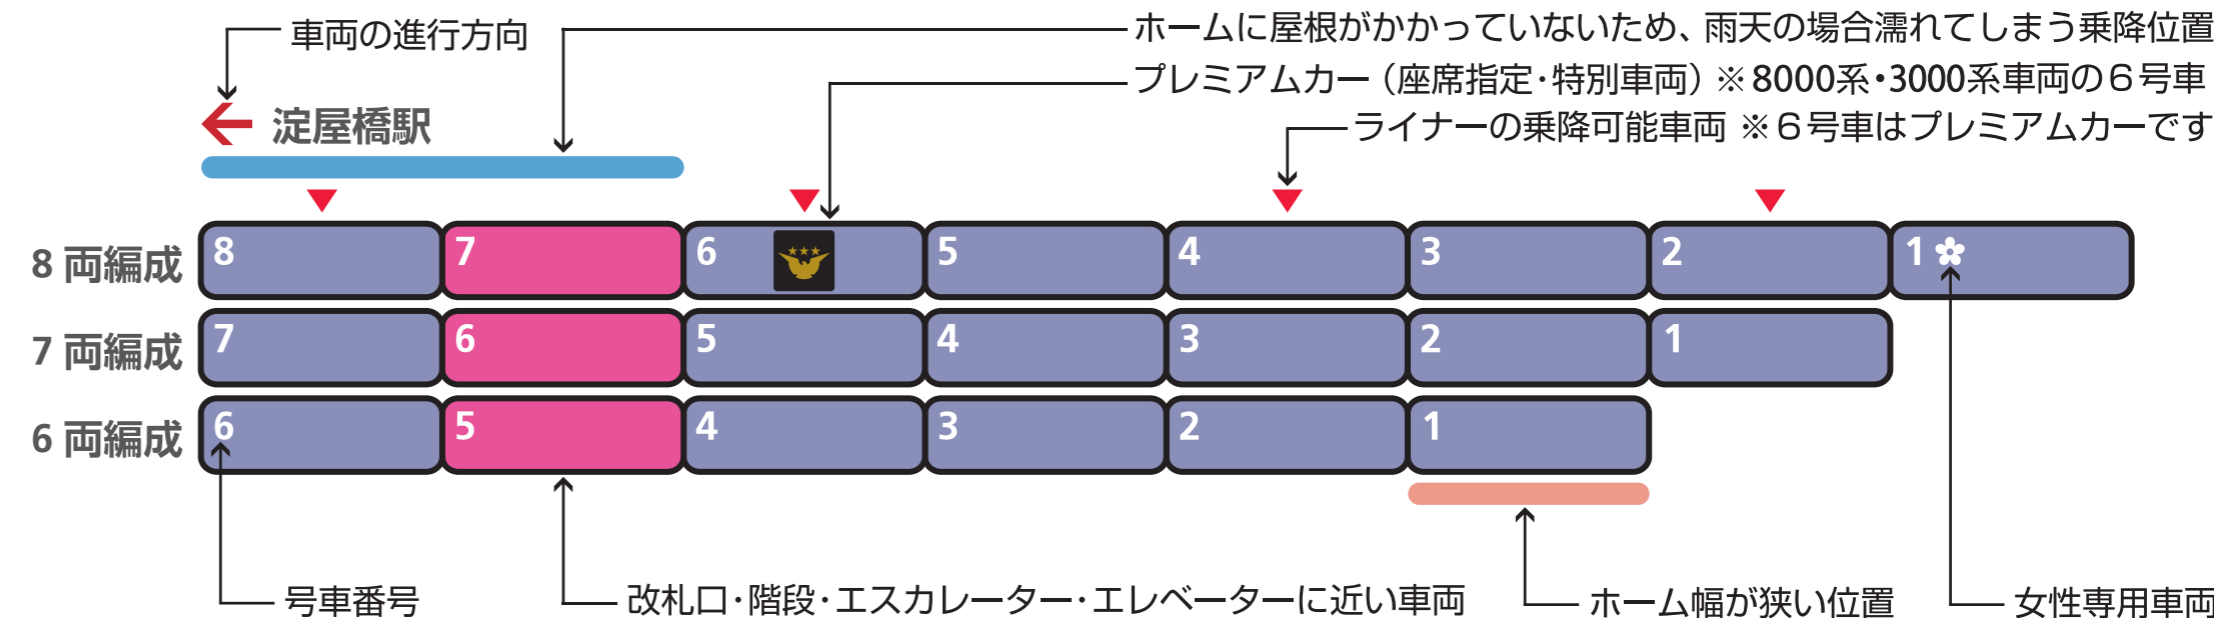 車両の進行方向
ホームに屋根がかかっていないため、雨天の場合濡れてしまう乗降位置
プレミアムカー（座席指定・特別車両）※8000系・3000系車両の６号車
淀屋橋駅
ライナーの乗降可能車両 ※６号車はプレミアムカーです
8 両編成 8 7 6 5 4 3 2 1
7 両編成 7 6 5 4 3 2 1
6 両編成 6 5 4 3 2 1
号車番号
改札口・階段・エスカレーター・エレベーターに近い車両
ホーム幅が狭い位置
女性専用車両